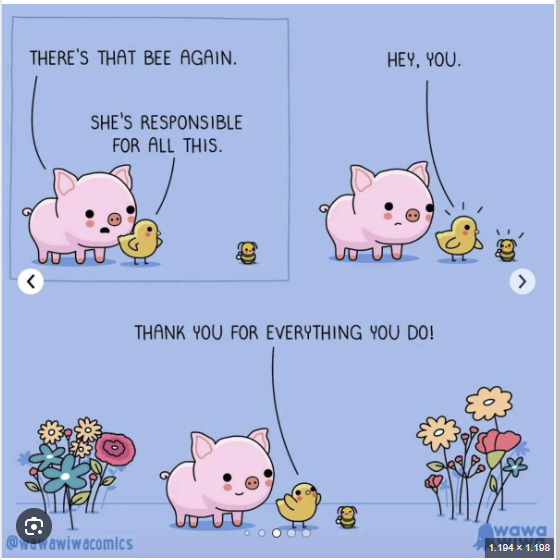 THERE'S THAT BEE AGAIN.
SHE'S RESPONSIBLE
FOR ALL THIS.
HEY, YOU.
THANK YOU FOR EVERYTHING YOU DO!
@wawawiwacomics
wawa
wiwa
1.194 × 1.198